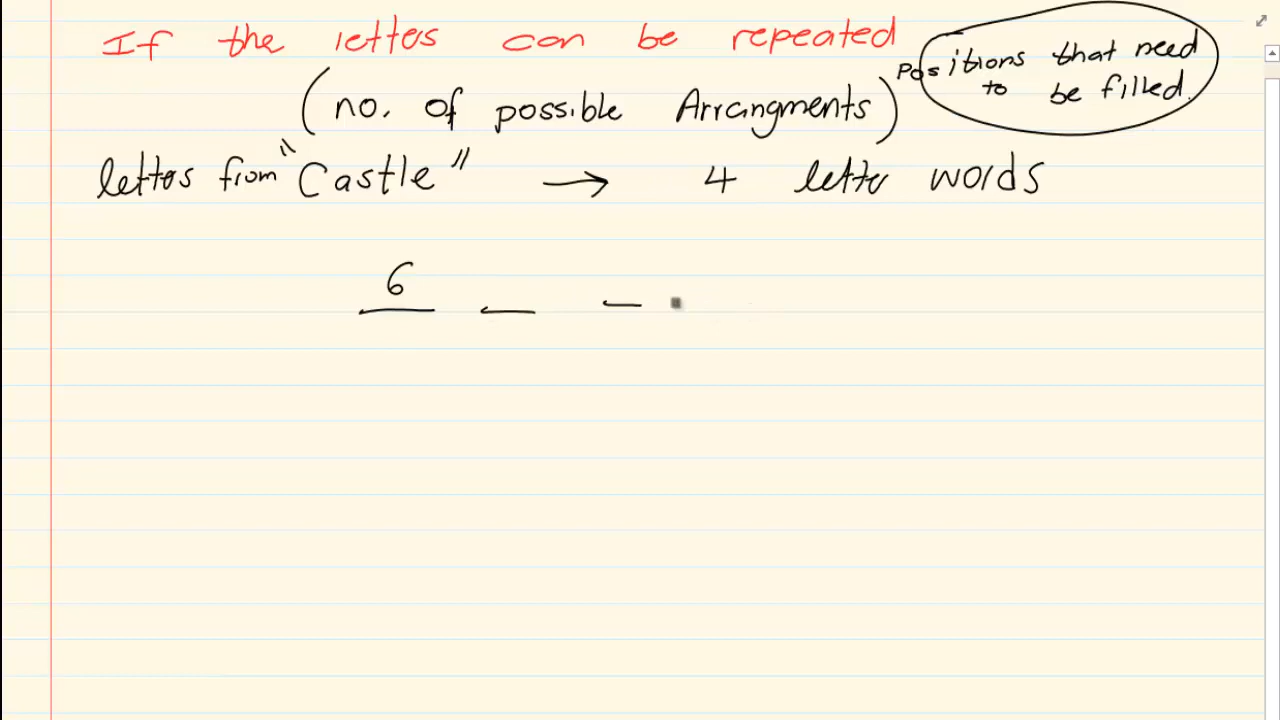 If the letters can be repeated
Positions that need
to be filled.
(no. of possible Arrangments)
letters from "Castle" → 4 letter words
6